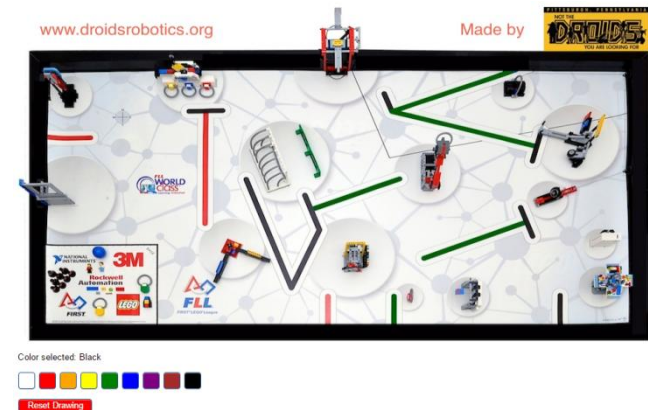 www.droidsrobotics.org
Made by
PITTSBURGH, PENNSYLVANIA
NOT THE
DROIDS
YOU ARE LOOKING FOR
FLL
WORLD
CLASS
NATIONAL
INSTRUMENTS
3M
Rockwell
Automation
FIRST
LEGO
FLL
Color selected: Black
Reset Drawing